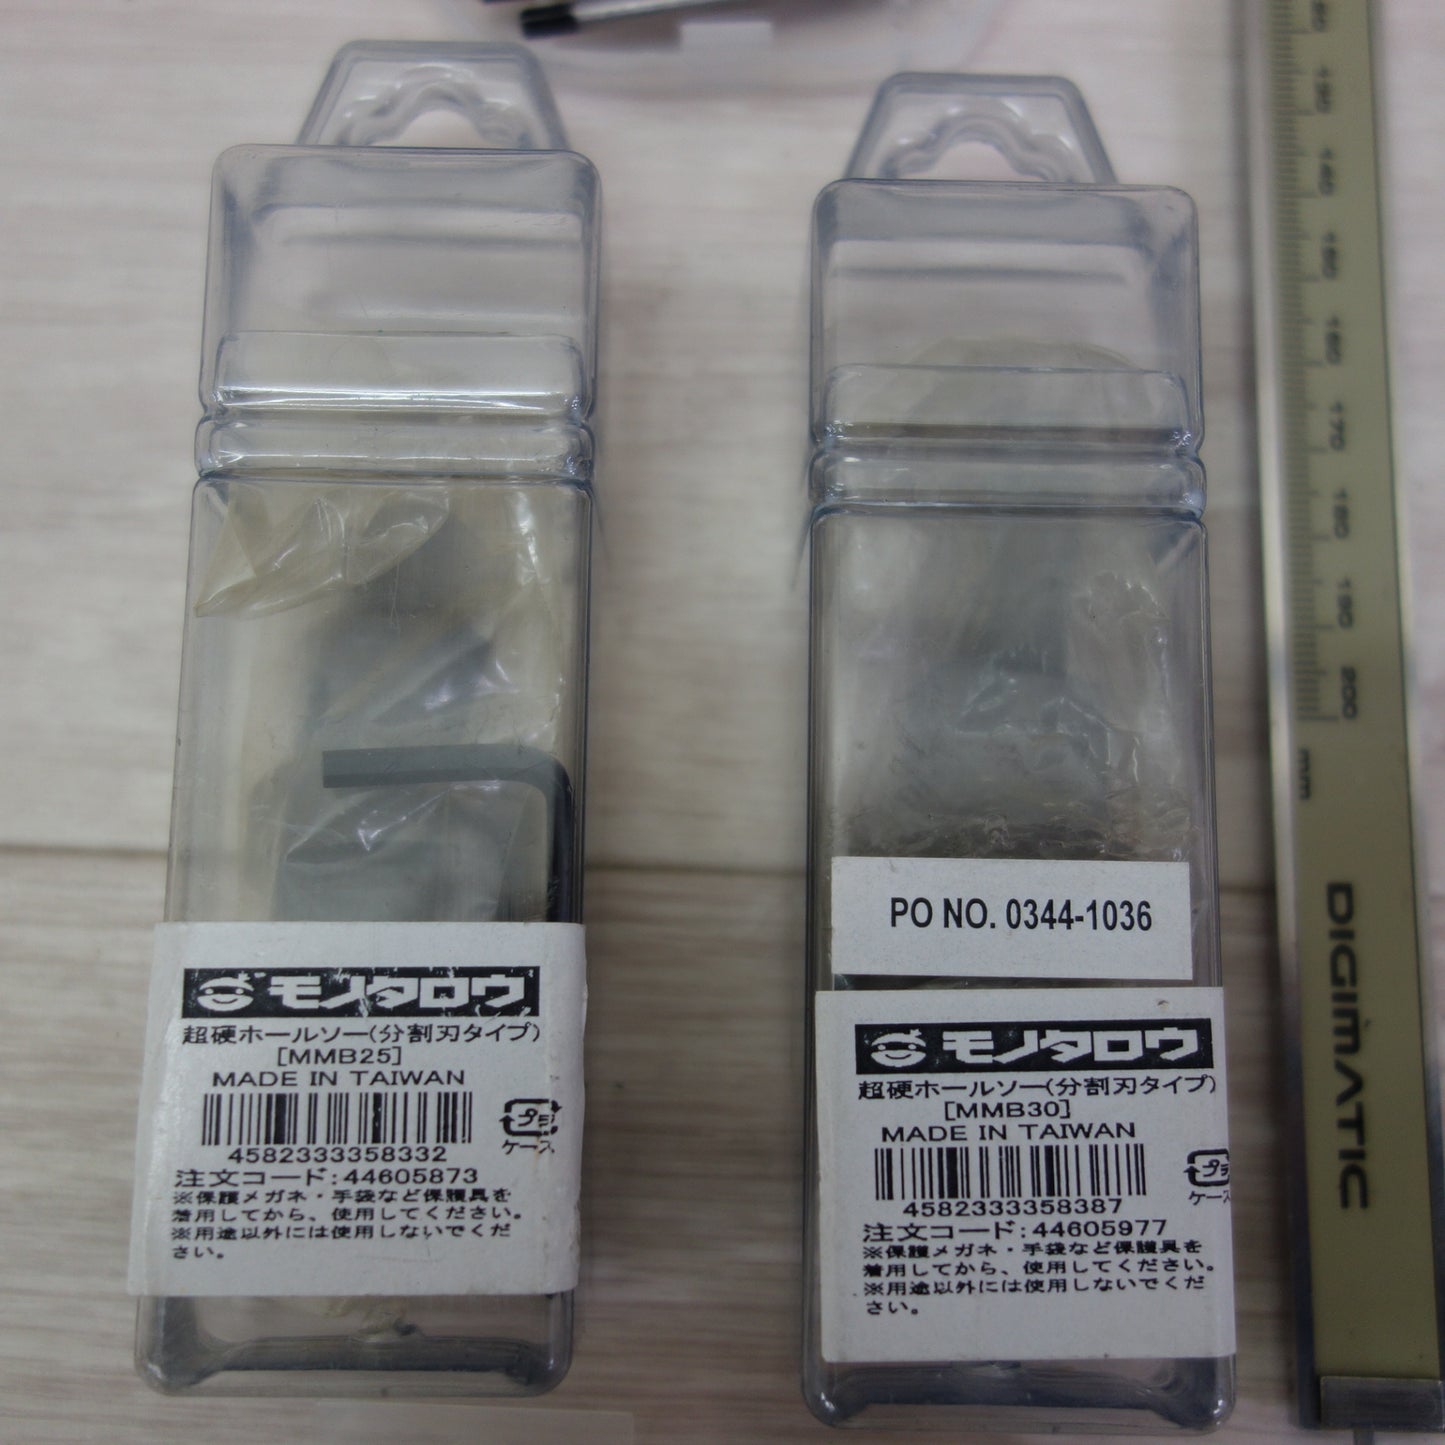 モノタロウ
超硬ホールソー(分割刃タイプ)
[MMB25]
MADE IN TAIWAN
プラ
ケース
4582333358332
注文コード:44605873
※保護メガネ・手袋など保護具を
着用してから、使用してください。
※用途以外には使用しないでくだ
さい。
PO NO. 0344-1036
モノタロウ
超硬ホールソー(分割刃タイプ)
[MMB30]
MADE IN TAIWAN
プラ
ケース
4582333358387
注文コード:44605977
※保護メガネ・手袋など保護具を
着用してから、使用してください。
※用途以外には使用しないでくだ
さい。
130
140
150
160
170
180
190
200
mm
DIGIMATIC